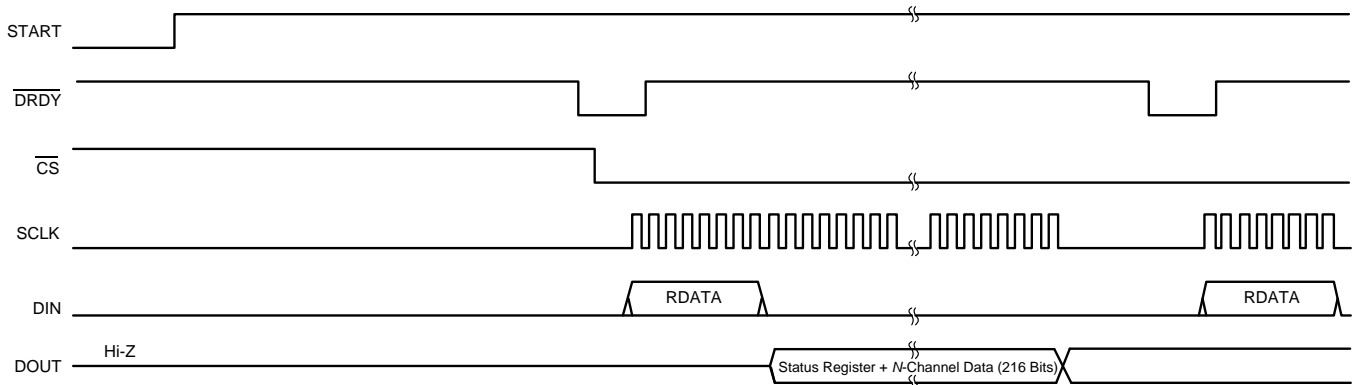 START
DRDY
CS
SCLK
DIN
RDATA
RDATA
DOUT
Hi-Z
Status Register + N-Channel Data (216 Bits)